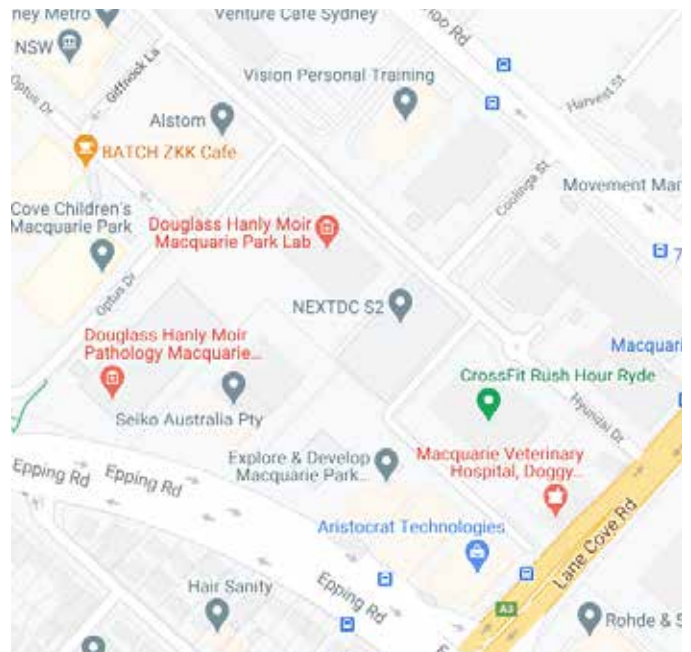 ney Metro
Venture Cafe Sydney
NSW
Giffnook La
Optus Dr
Vision Personal Training
Harvest St
Alstom
BATCH ZKK Cafe
Coolinga St
Movement Mar
Cove Children's
Macquarie Park
Douglass Hanly Moir
Macquarie Park Lab
7
Optus Dr
NEXTDC S2
Douglass Hanly Moir
Pathology Macquarie...
Macquari
CrossFit Rush Hour Ryde
Seiko Australia Pty
Hyundai Dr
Explore & Develop
Macquarie Park...
Macquarie Veterinary
Hospital, Doggy...
Epping Rd
Epping Rd
Aristocrat Technologies
Lane Cove Rd
Hair Sanity
Epping Rd
A3
Rohde & S